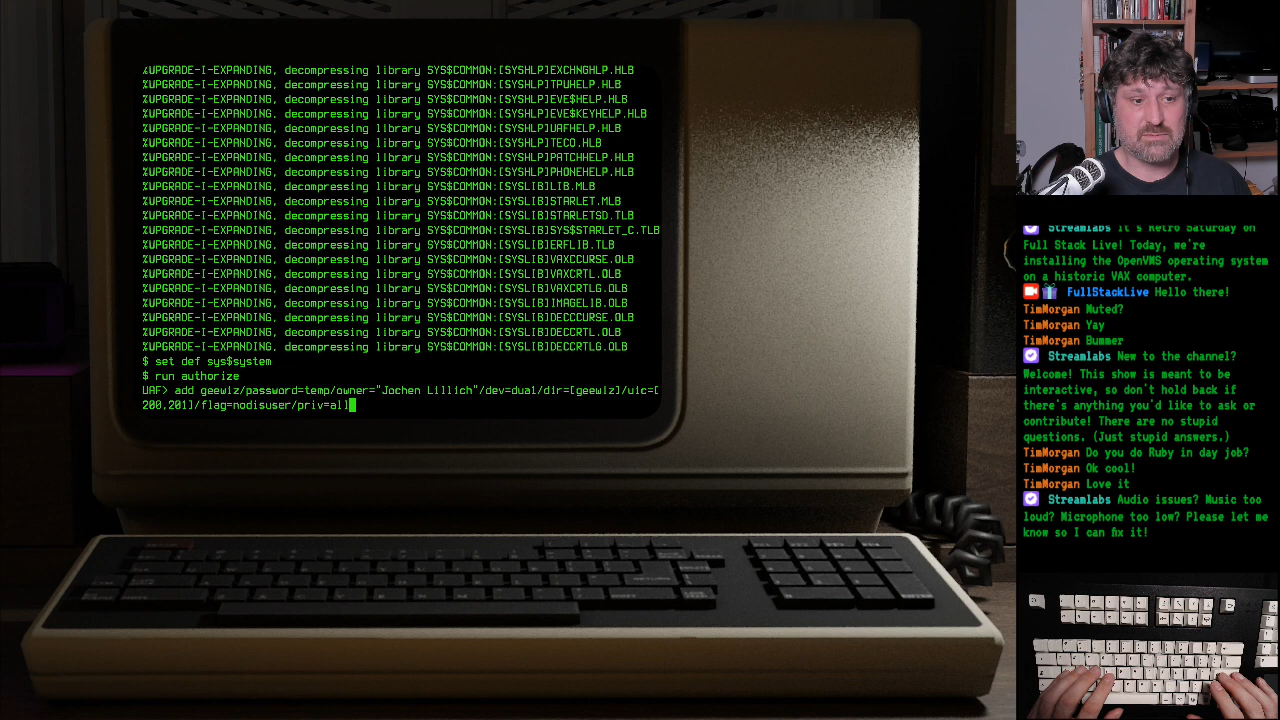 %UPGRADE-I-EXPANDING, decompressing library SYS$COMMON:[SYSHLP]EXCHNGHLP.HLB
%UPGRADE-I-EXPANDING, decompressing library SYS$COMMON:[SYSHLP]TPUHELP.HLB
%UPGRADE-I-EXPANDING, decompressing library SYS$COMMON:[SYSHLP]EVE$HELP.HLB
%UPGRADE-I-EXPANDING, decompressing library SYS$COMMON:[SYSHLP]EVE$KEYHELP.HLB
%UPGRADE-I-EXPANDING, decompressing library SYS$COMMON:[SYSHLP]UAFHELP.HLB
%UPGRADE-I-EXPANDING, decompressing library SYS$COMMON:[SYSHLP]TECO.HLB
%UPGRADE-I-EXPANDING, decompressing library SYS$COMMON:[SYSHLP]PATCHHELP.HLB
%UPGRADE-I-EXPANDING, decompressing library SYS$COMMON:[SYSHLP]PHONEHELP.HLB
%UPGRADE-I-EXPANDING, decompressing library SYS$COMMON:[SYSLIB]LIB.MLB
%UPGRADE-I-EXPANDING, decompressing library SYS$COMMON:[SYSLIB]STARLET.MLB
%UPGRADE-I-EXPANDING, decompressing library SYS$COMMON:[SYSLIB]STARLETSD.TLB
%UPGRADE-I-EXPANDING, decompressing library SYS$COMMON:[SYSLIB]SYS$STARLET_C.TLB
%UPGRADE-I-EXPANDING, decompressing library SYS$COMMON:[SYSLIB]ERFLIB.TLB
%UPGRADE-I-EXPANDING, decompressing library SYS$COMMON:[SYSLIB]VAXCCURSE.OLB
%UPGRADE-I-EXPANDING, decompressing library SYS$COMMON:[SYSLIB]VAXCRTL.OLB
%UPGRADE-I-EXPANDING, decompressing library SYS$COMMON:[SYSLIB]VAXCRTLG.OLB
%UPGRADE-I-EXPANDING, decompressing library SYS$COMMON:[SYSLIB]IMAGELIB.OLB
%UPGRADE-I-EXPANDING, decompressing library SYS$COMMON:[SYSLIB]DECCCURSE.OLB
%UPGRADE-I-EXPANDING, decompressing library SYS$COMMON:[SYSLIB]DECCRTL.OLB
%UPGRADE-I-EXPANDING, decompressing library SYS$COMMON:[SYSLIB]DECCRTLG.OLB
$ set def sys$system
$ run authorize
UAF> add geewiz/password=temp/owner="Jochen Lillich"/dev=dua1/dir=[geewiz]/uic=[
200,201]/flag=nodisuser/priv=all
Streamlabs It's Retro Saturday on
Full Stack Live! Today, we're
installing the OpenVMS operating system
on a historic VAX computer.
FullStackLive Hello there!
TimMorgan Muted?
TimMorgan Yay
TimMorgan Bummer
Streamlabs New to the channel?
Welcome! This show is meant to be
interactive, so don't hold back if
there's anything you'd like to ask or
contribute! There are no stupid
questions. (Just stupid answers.)
TimMorgan Do you do Ruby in day job?
TimMorgan Ok cool!
TimMorgan Love it
Streamlabs Audio issues? Music too
loud? Microphone too low? Please let me
know so I can fix it!